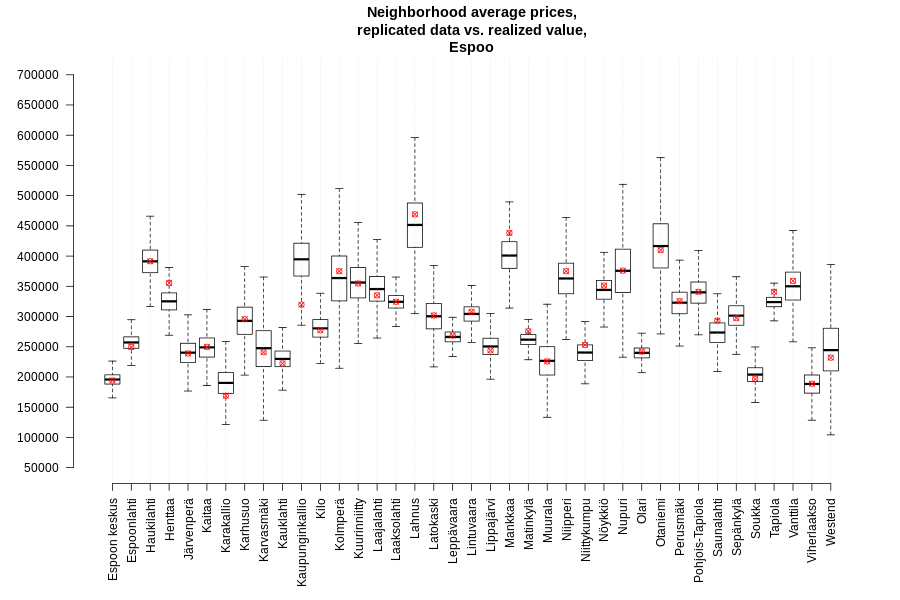 Neighborhood average prices,
replicated data vs. realized value,
Espoo
700000
650000
600000
550000
500000
450000
400000
350000
300000
250000
200000
150000
100000
50000
Espoon keskus
Espoonlahti
Haukilahti
Henttaa
Järvenperä
Kaitaa
Karakallio
Karhusuo
Karvasmäki
Kauklahti
Kaupunginkallio
Kilo
Kolmperä
Kuurinniitty
Laajalahti
Laaksolahti
Lahnus
Latokaski
Leppävaara
Lintuvaara
Lippajärvi
Mankkaa
Matinkylä
Muurala
Niipperi
Niittykumpu
Nöykkiö
Nupuri
Olari
Otaniemi
Perusmäki
Pohjois-Tapiola
Saunalahti
Sepänkylä
Soukka
Tapiola
Vanttila
Viherlaakso
Westend